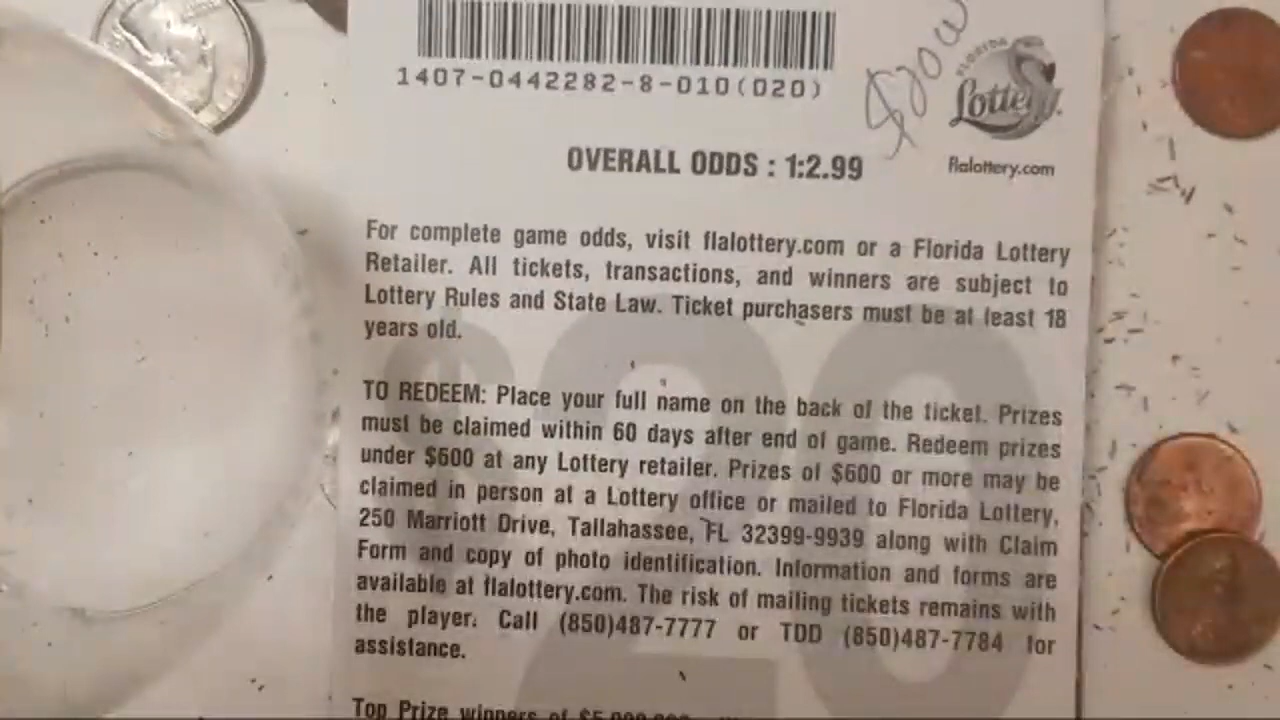 1407-0442282-8-010(020)
$20w
FLORIDA
Lottery
OVERALL ODDS : 1:2.99
flalottery.com
For complete game odds, visit flalottery.com or a Florida Lottery
Retailer. All tickets, transactions, and winners are subject to
Lottery Rules and State Law. Ticket purchasers must be at least 18
years old.
$20
TO REDEEM: Place your full name on the back of the ticket. Prizes
must be claimed within 60 days after end of game. Redeem prizes
under $600 at any Lottery retailer. Prizes of $600 or more may be
claimed in person at a Lottery office or mailed to Florida Lottery,
250 Marriott Drive, Tallahassee, FL 32399-9939 along with Claim
Form and copy of photo identification. Information and forms are
available at flalottery.com. The risk of mailing tickets remains with
the player. Call (850)487-7777 or TDD (850)487-7784 for
assistance.
Top Prize winners of